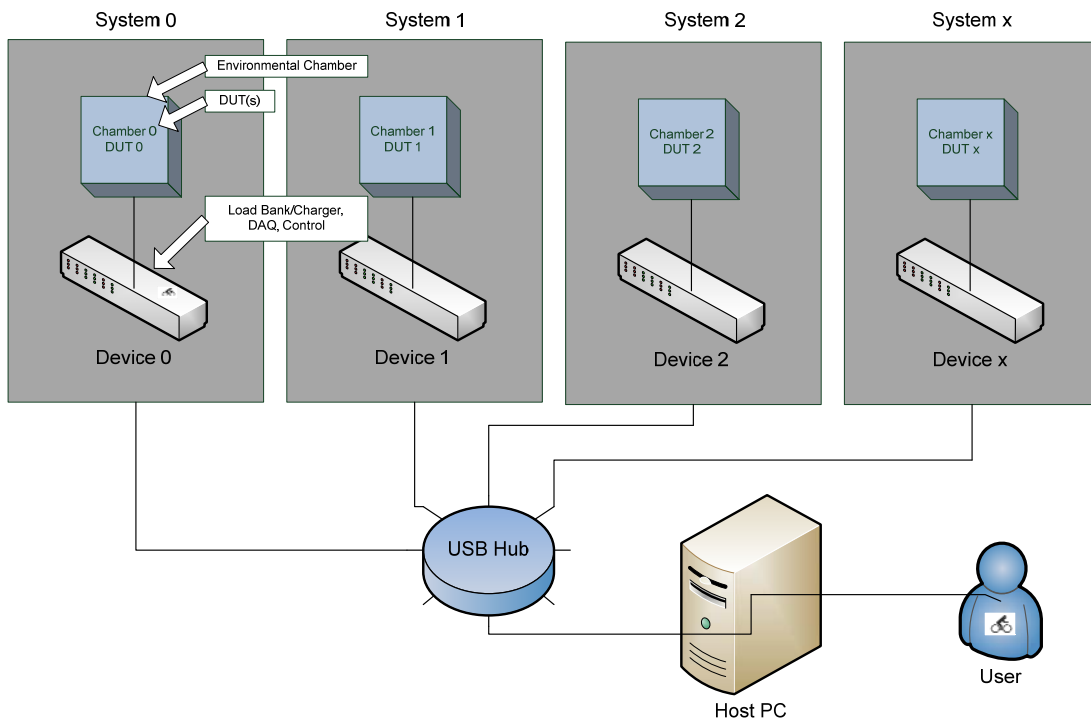 System 0
System 1
System 2
System x
Environmental Chamber
DUT(s)
Chamber 0
DUT 0
Chamber 1
DUT 1
Chamber 2
DUT 2
Chamber x
DUT x
Load Bank/Charger,
DAQ, Control
Device 0
Device 1
Device 2
Device x
USB Hub
User
Host PC